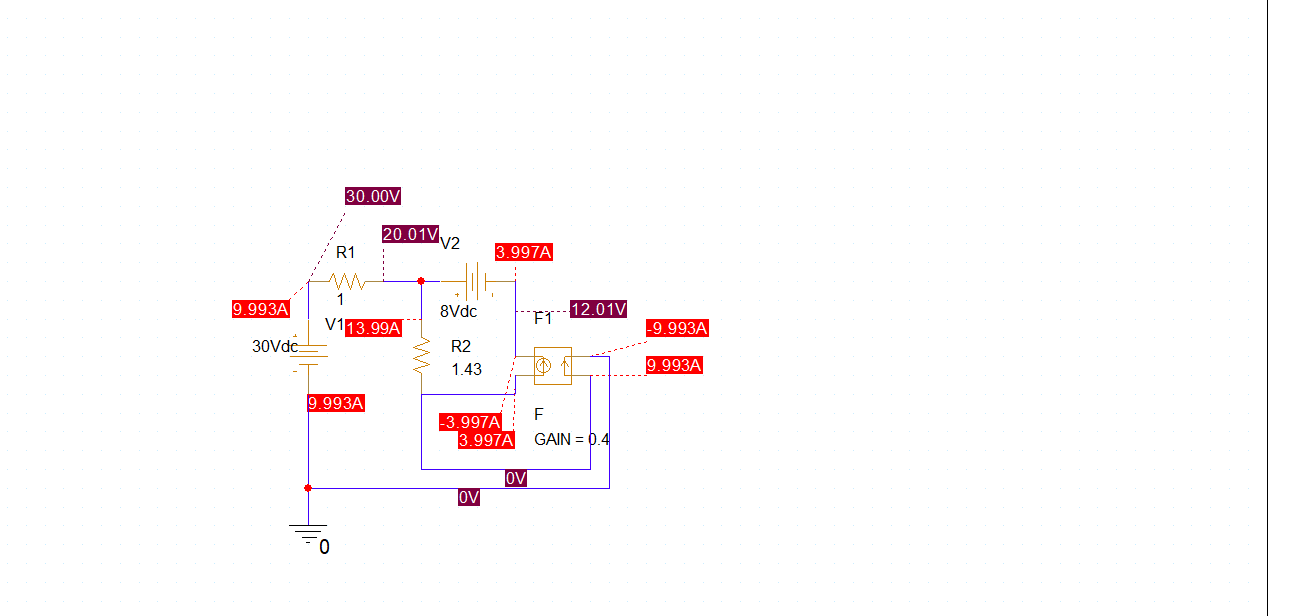 30.00V
20.01V
V2
R1
3.997A
1
9.993A
8Vdc
12.01V
F1
V1
13.99A
-9.993A
30Vdc
R2
9.993A
1.43
9.993A
F
-3.997A
3.997A
GAIN = 0.4
0V
0V
0